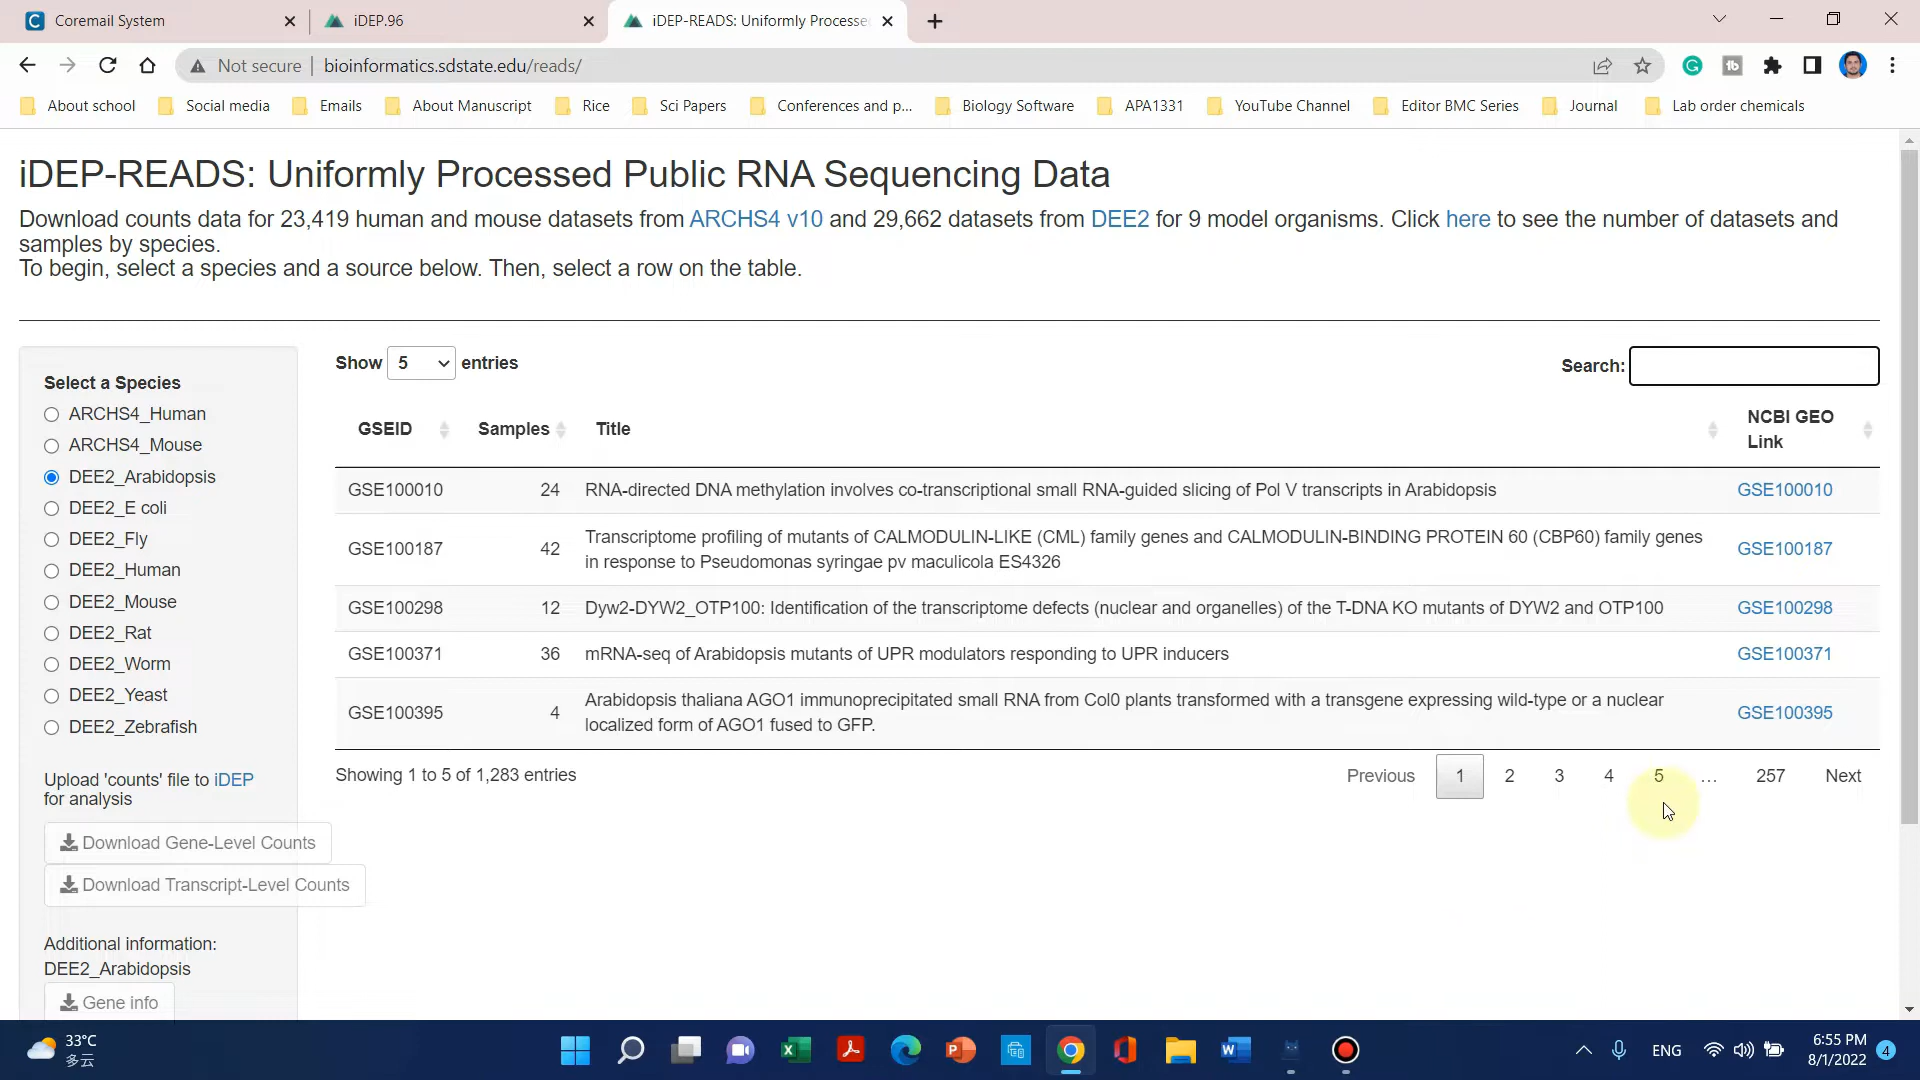 Coremail System
iDEP.96
iDEP-READS: Uniformly Processe
Not secure
bioinformatics.sdstate.edu/reads/
About school
Social media
Emails
About Manuscript
Rice
Sci Papers
Conferences and p...
Biology Software
APA1331
YouTube Channel
Editor BMC Series
Journal
Lab order chemicals
iDEP-READS: Uniformly Processed Public RNA Sequencing Data
Download counts data for 23,419 human and mouse datasets from ARCHS4 v10 and 29,662 datasets from DEE2 for 9 model organisms. Click here to see the number of datasets and
samples by species.
To begin, select a species and a source below. Then, select a row on the table.
Select a Species
ARCHS4_Human
ARCHS4_Mouse
DEE2_Arabidopsis
DEE2_E coli
DEE2_Fly
DEE2_Human
DEE2_Mouse
DEE2_Rat
DEE2_Worm
DEE2_Yeast
DEE2_Zebrafish
Upload 'counts' file to iDEP
for analysis
Download Gene-Level Counts
Download Transcript-Level Counts
Additional information:
DEE2_Arabidopsis
Gene info
Show 5 entries
Search:
GSEID Samples Title NCBI GEO
Link
GSE100010 24 RNA-directed DNA methylation involves co-transcriptional small RNA-guided slicing of Pol V transcripts in Arabidopsis GSE100010
GSE100187 42 Transcriptome profiling of mutants of CALMODULIN-LIKE (CML) family genes and CALMODULIN-BINDING PROTEIN 60 (CBP60) family genes
in response to Pseudomonas syringae pv maculicola ES4326 GSE100187
GSE100298 12 Dyw2-DYW2_OTP100: Identification of the transcriptome defects (nuclear and organelles) of the T-DNA KO mutants of DYW2 and OTP100 GSE100298
GSE100371 36 mRNA-seq of Arabidopsis mutants of UPR modulators responding to UPR inducers GSE100371
GSE100395 4 Arabidopsis thaliana AGO1 immunoprecipitated small RNA from Col0 plants transformed with a transgene expressing wild-type or a nuclear
localized form of AGO1 fused to GFP. GSE100395
Showing 1 to 5 of 1,283 entries
Previous 1 2 3 4 5 … 257 Next
33°C
多云
ENG
6:55 PM
8/1/2022
4